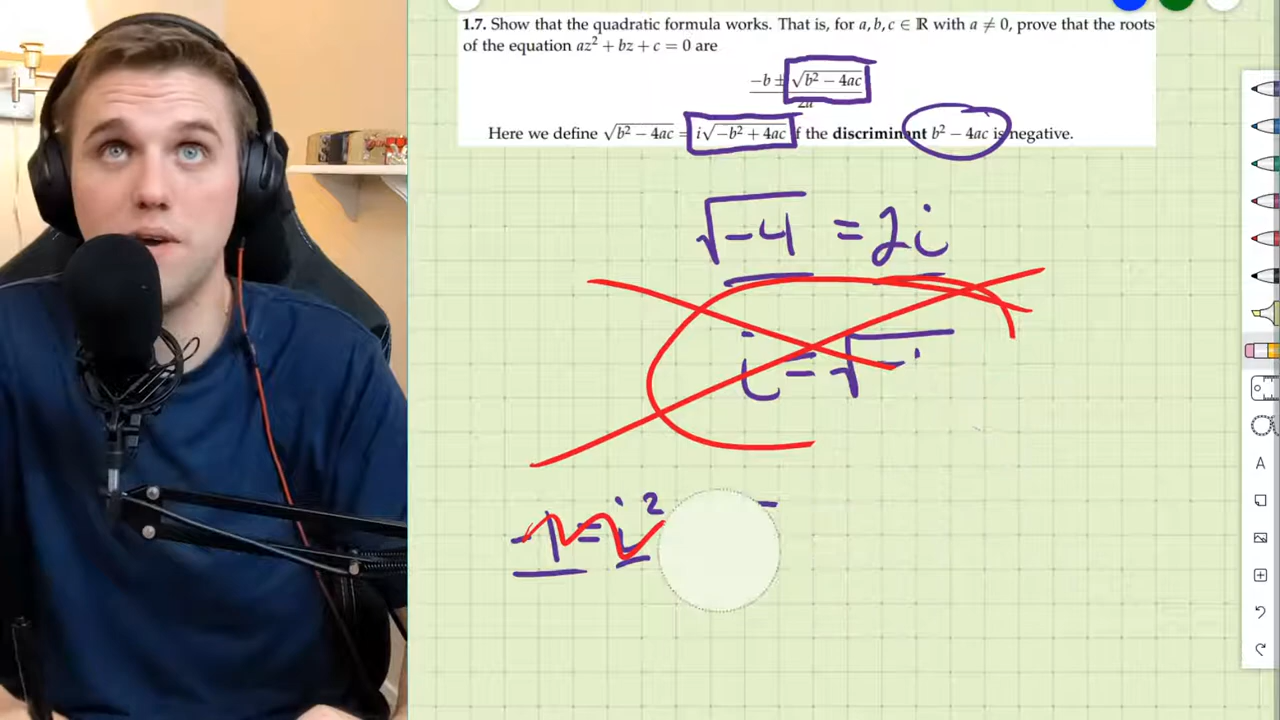 1.7. Show that the quadratic formula works. That is, for a, b, c ∈ ℝ with a ≠ 0, prove that the roots
of the equation az² + bz + c = 0 are
−b ± √(b² − 4ac)
2a
Here we define √(b² − 4ac) = i√(−b² + 4ac) if the discriminant b² − 4ac is negative.
√-4 = 2i
i = √-
-1 = i²
A